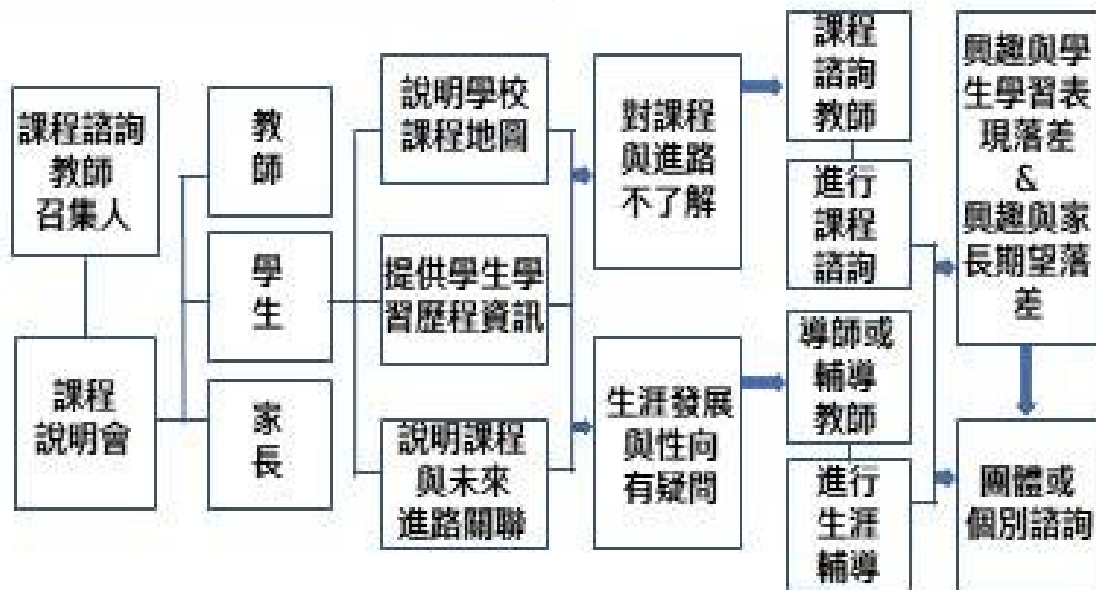 課程諮詢
教師
召集人
課程
說明會
教
師
學
生
家
長
說明學校
課程地圖
提供學生學
習歷程資訊
說明課程
與未來
進路關聯
對課程
與進路
不了解
生涯發展
與性向
有疑問
課程
諮詢
教師
進行
課程
諮詢
導師或
輔導
教師
進行
生涯
輔導
興趣與學
生學習表
現落差
&
興趣與家
長期望落
差
團體或
個別諮詢